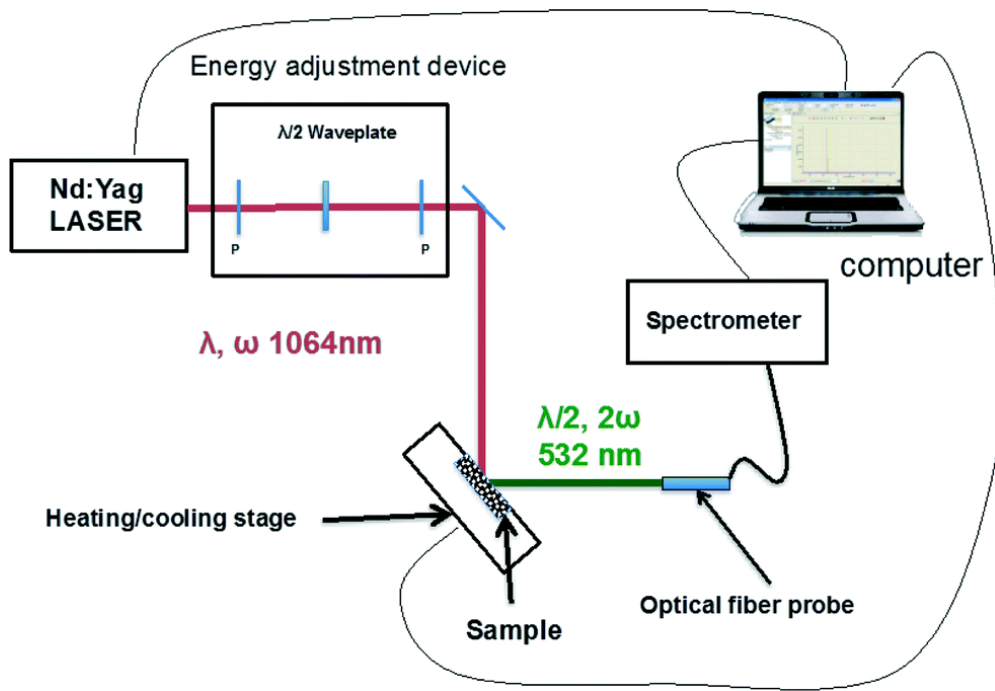 Energy adjustment device
λ/2 Waveplate
Nd:Yag
LASER
P
P
computer
Spectrometer
λ, ω 1064nm
λ/2, 2ω
532 nm
Heating/cooling stage
Optical fiber probe
Sample